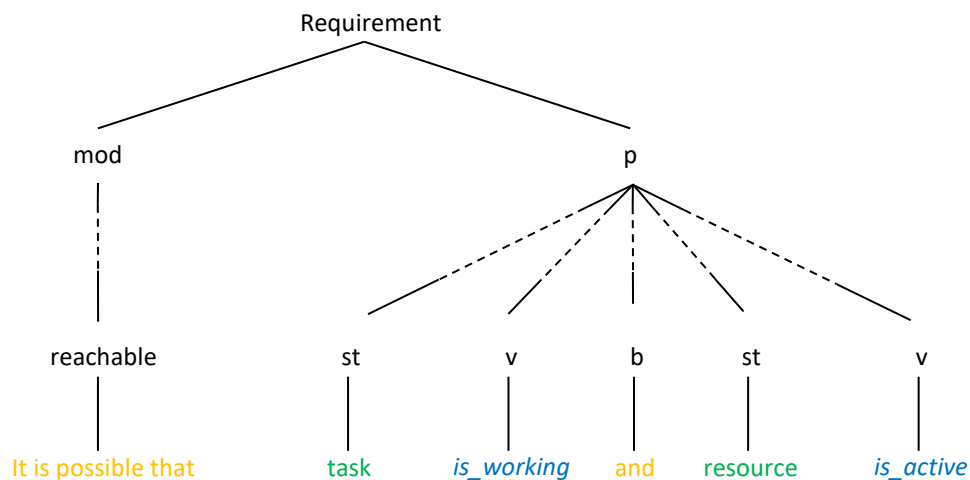 Requirement
mod p
reachable st v b st v
It is possible that task is_working and resource is_active